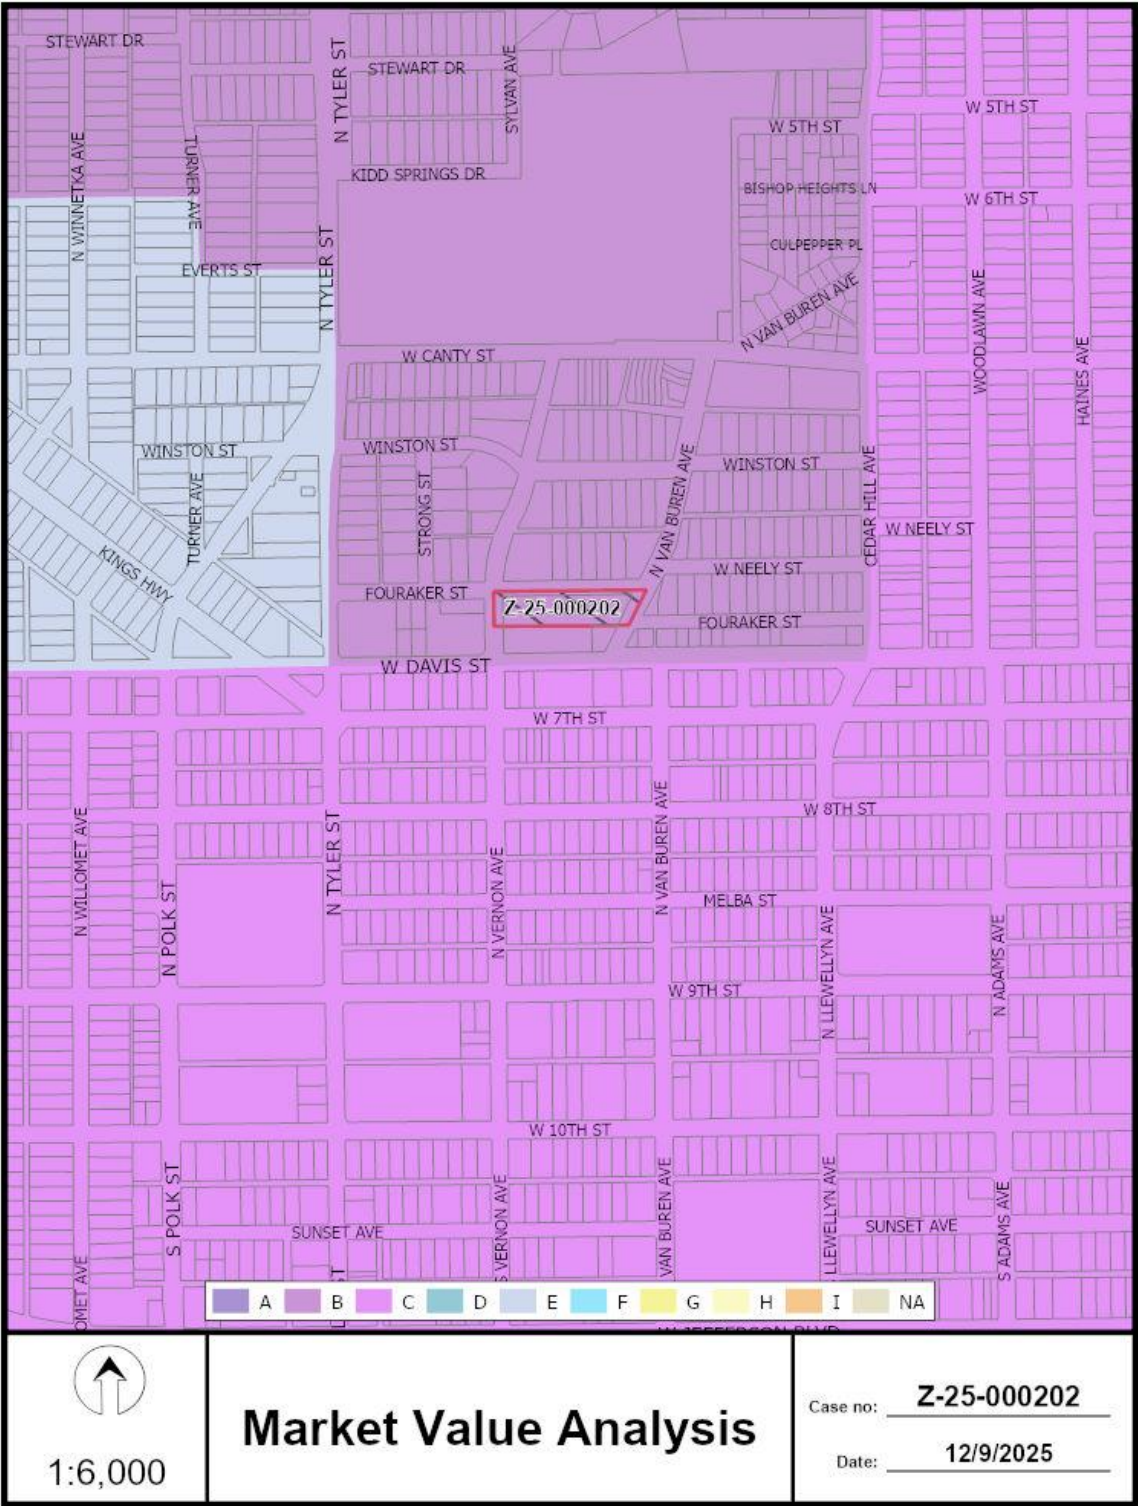 STEWART DR
N TYLER ST
STEWART DR
SYLVAN AVE
W 5TH ST
W 5TH ST
N WINNETKA AVE
TURNER AVE
KIDD SPRINGS DR
BISHOP HEIGHTS LN
W 6TH ST
CULPEPPER PL
EVERTS ST
N TYLER ST
N VAN BUREN AVE
WOODLAWN AVE
HAINES AVE
W CANTY ST
WINSTON ST
WINSTON ST
WINSTON ST
TURNER AVE
STRONG ST
N VAN BUREN AVE
CEDAR HILL AVE
W NEELY ST
KINGS HWY
W NEELY ST
FOURAKER ST
Z-25-000202
FOURAKER ST
W DAVIS ST
W 7TH ST
W 8TH ST
N WILLOMET AVE
N POLK ST
N TYLER ST
N VERNON AVE
N VAN BUREN AVE
MELBA ST
N LLEWELLYN AVE
N ADAMS AVE
W 9TH ST
W 10TH ST
S POLK ST
SUNSET AVE
S VERNON AVE
VAN BUREN AVE
LLEWELLYN AVE
SUNSET AVE
S ADAMS AVE
OMET AVE
A B C D E F G H I NA
1:6,000
Market Value Analysis
Case no: Z-25-000202
Date: 12/9/2025